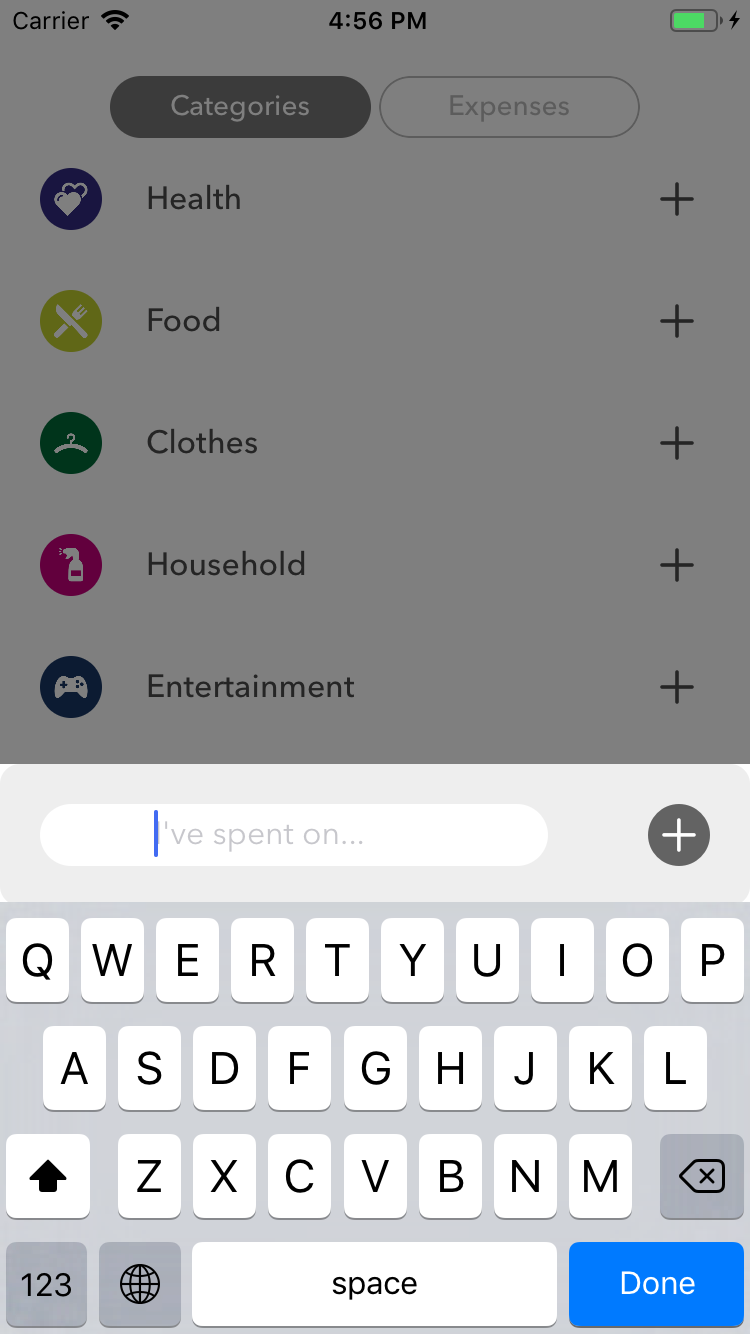 Carrier 4:56 PM
Categories Expenses
Health
Food
Clothes
Household
Entertainment
I've spent on...
Q W E R T Y U I O P
A S D F G H J K L
Z X C V B N M
123 space Done